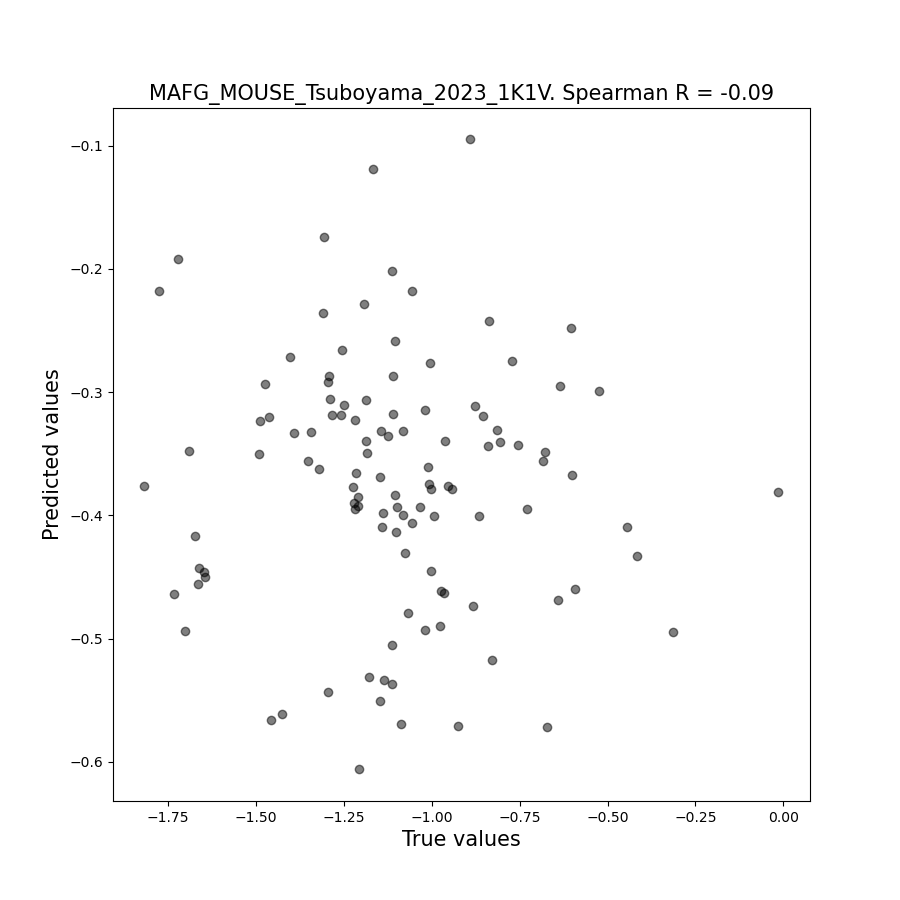 MAFG_MOUSE_Tsuboyama_2023_1K1V. Spearman R = -0.09
Predicted values
−0.1
−0.2
−0.3
−0.4
−0.5
−0.6
−1.75 −1.50 −1.25 −1.00 −0.75 −0.50 −0.25 0.00
True values